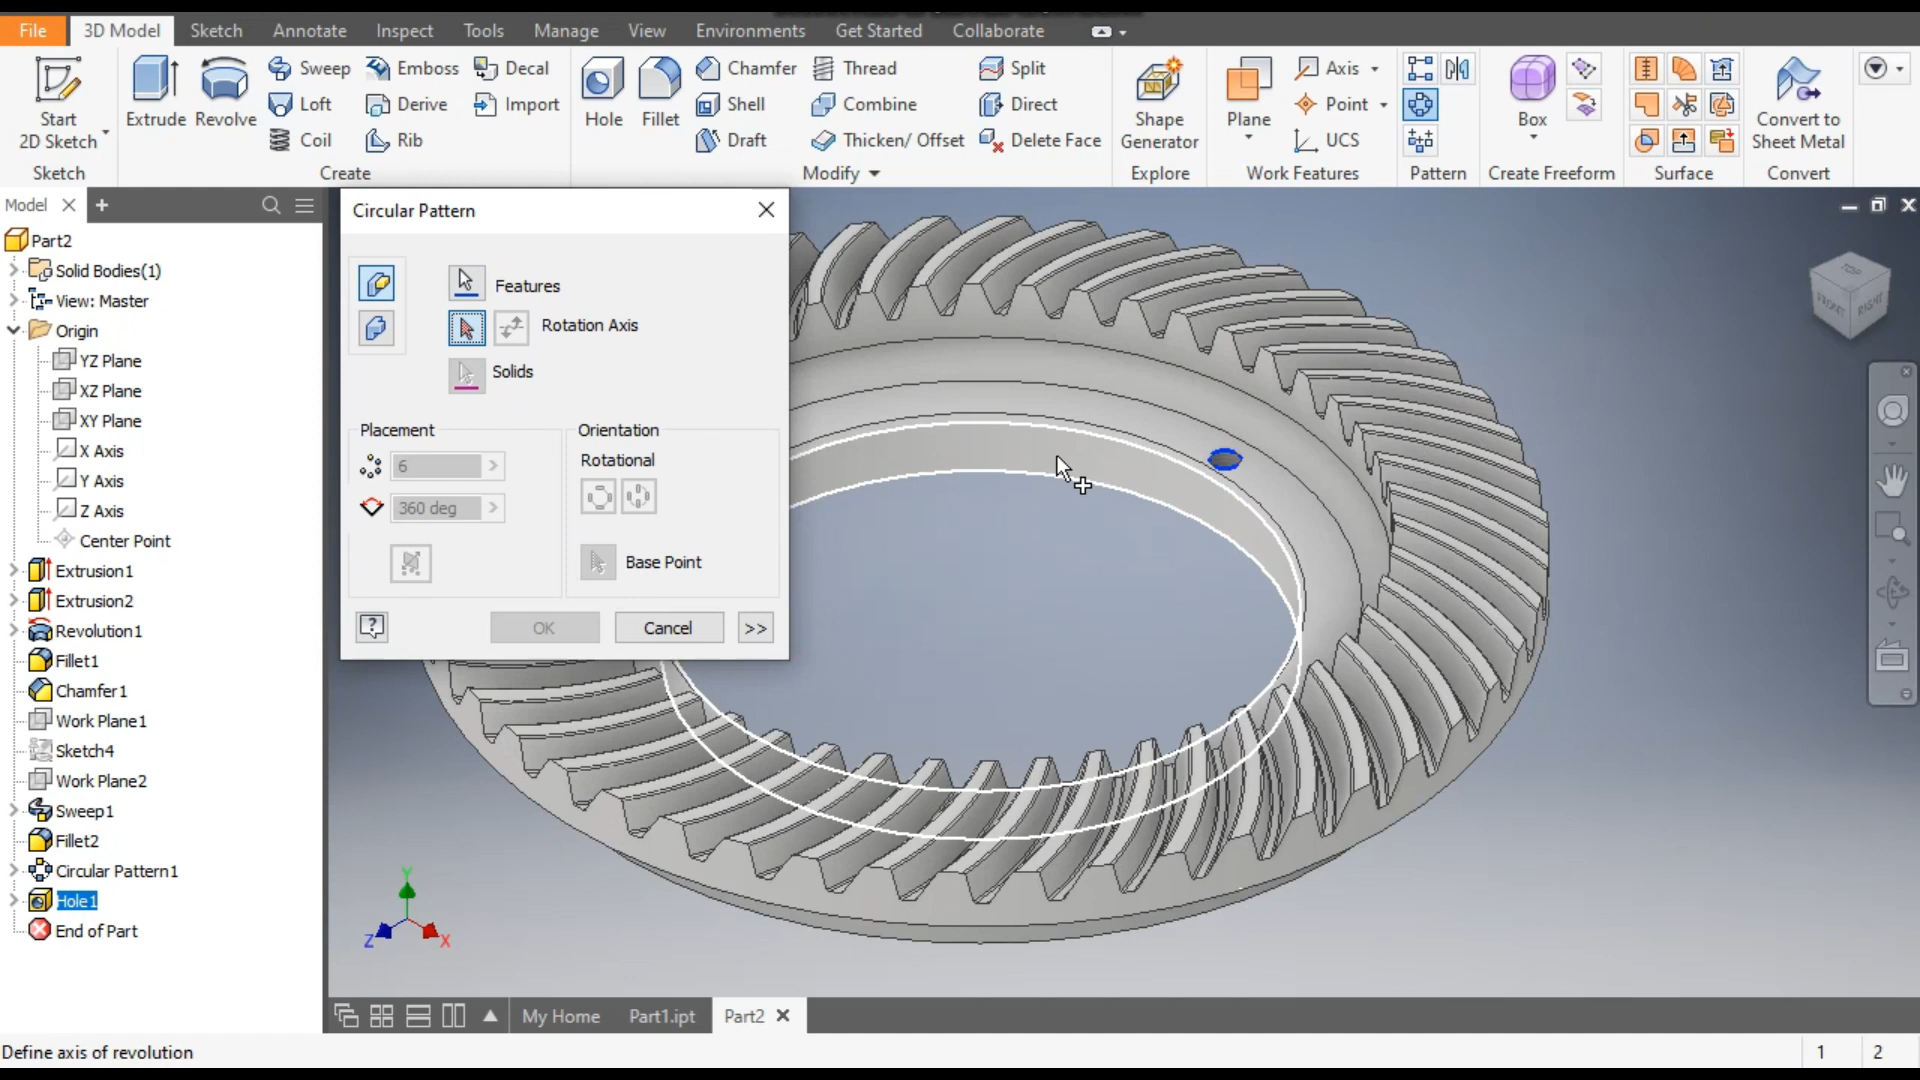 File 3D Model Sketch Annotate Inspect Tools Manage View Environments Get Started Collaborate
Start
2D Sketch
Sketch
Extrude
Revolve
Sweep
Loft
Coil
Emboss
Derive
Rib
Decal
Import
Create
Hole
Fillet
Chamfer
Shell
Draft
Thread
Combine
Thicken/ Offset
Split
Direct
Delete Face
Modify
Shape
Generator
Explore
Plane
Axis
Point
UCS
Work Features
Pattern
Box
Create Freeform
Surface
Convert to
Sheet Metal
Convert
Model
Part2
Solid Bodies(1)
View: Master
Origin
YZ Plane
XZ Plane
XY Plane
X Axis
Y Axis
Z Axis
Center Point
Extrusion1
Extrusion2
Revolution1
Fillet1
Chamfer1
Work Plane1
Sketch4
Work Plane2
Sweep1
Fillet2
Circular Pattern1
Hole1
End of Part
Circular Pattern
Features
Rotation Axis
Solids
Placement
6
360 deg
Orientation
Rotational
Base Point
OK Cancel >>
TOP
FRONT RIGHT
Y
Z X
My Home Part1.ipt Part2
Define axis of revolution
1 2